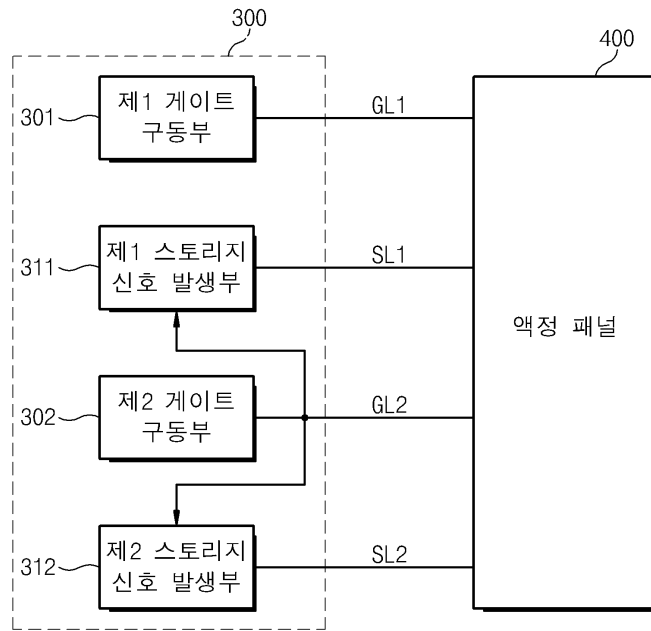 300
400
301
제1 게이트
구동부
GL1
311
제1 스토리지
신호 발생부
SL1
액정 패널
302
제2 게이트
구동부
GL2
312
제2 스토리지
신호 발생부
SL2